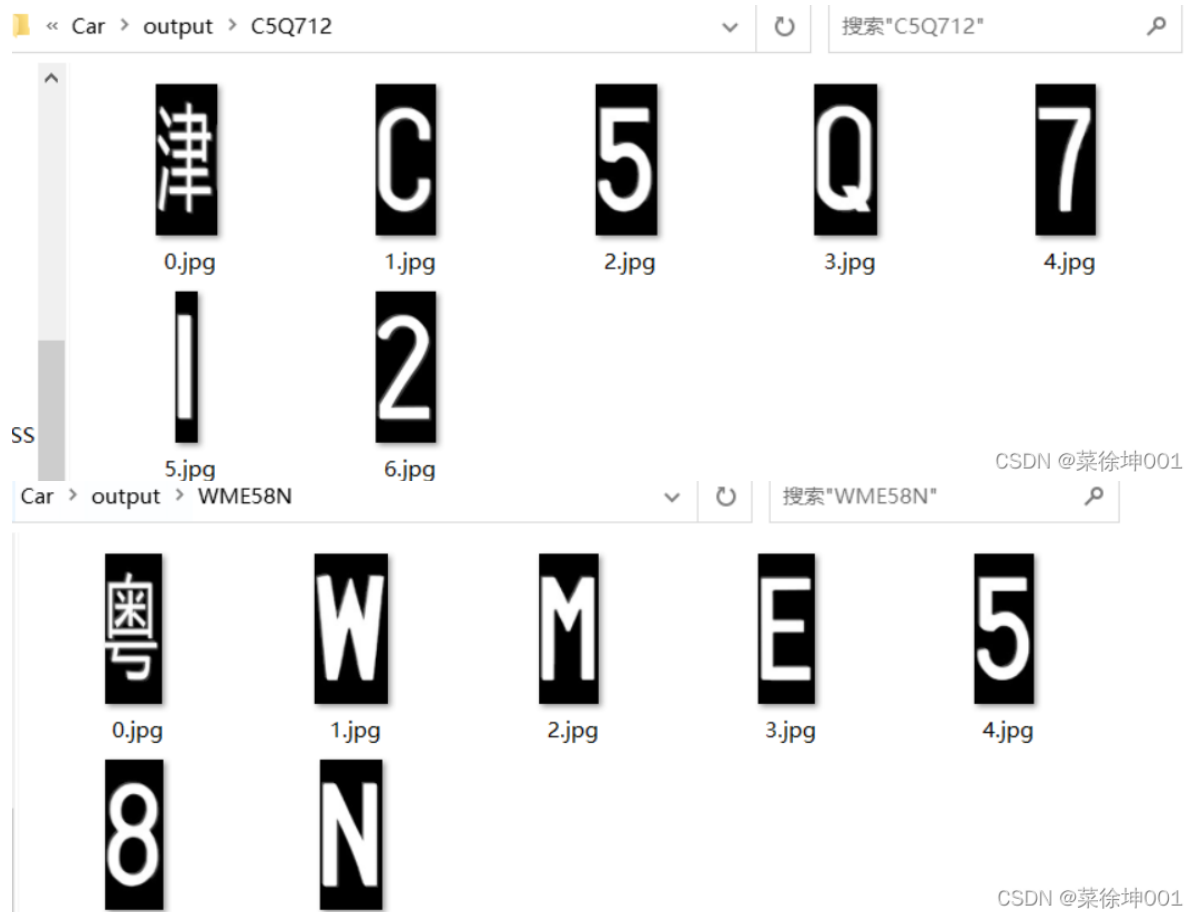 « Car > output > C5Q712 搜索"C5Q712"
津 C 5 Q 7
0.jpg 1.jpg 2.jpg 3.jpg 4.jpg
1 2
SS
5.jpg 6.jpg
CSDN @菜徐坤001
Car > output > WME58N 搜索"WME58N"
粤 W M E 5
0.jpg 1.jpg 2.jpg 3.jpg 4.jpg
8 N
CSDN @菜徐坤001